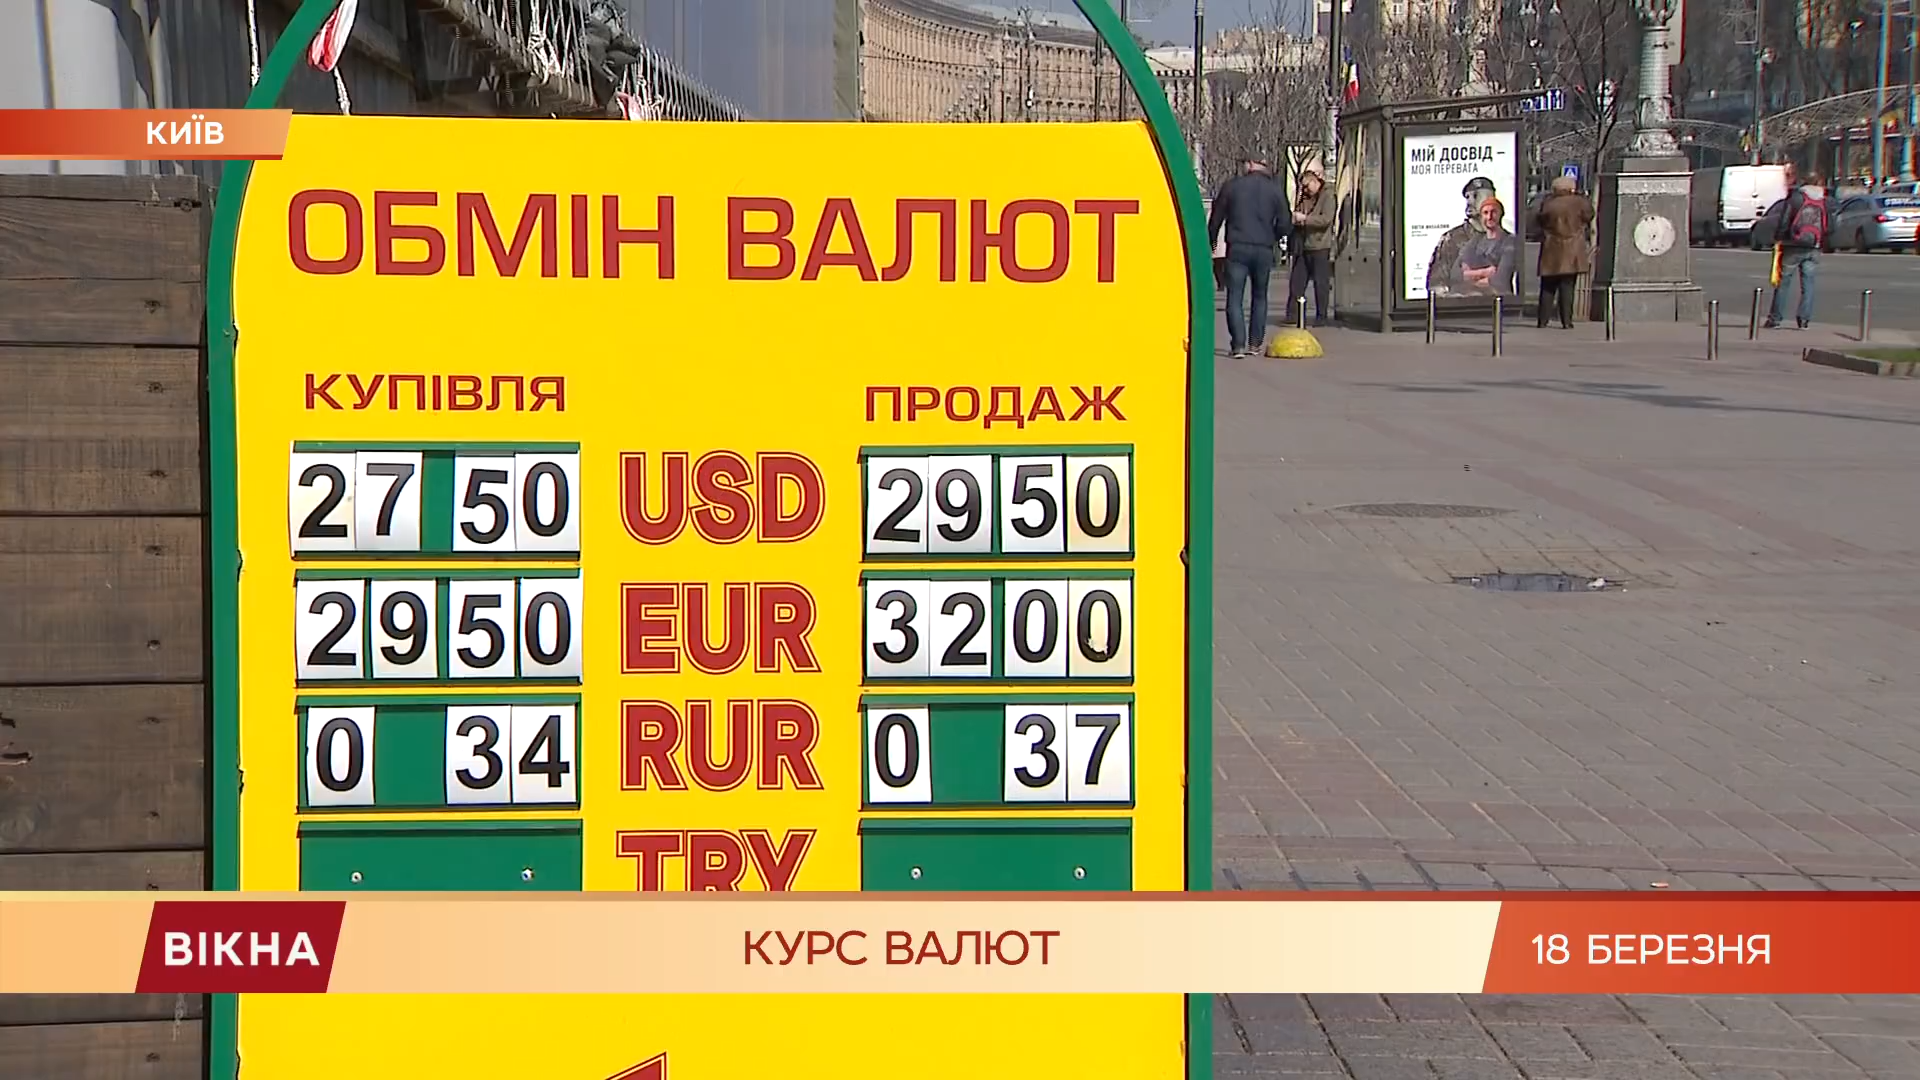 КИЇВ
ОБМІН ВАЛЮТ
КУПІВЛЯ ПРОДАЖ
27 50 USD 29 50
29 50 EUR 32 00
0 34 RUR 0 37
TRY
МІЙ ДОСВІД –
МОЯ ПЕРЕВАГА
ВІКНА КУРС ВАЛЮТ 18 БЕРЕЗНЯ